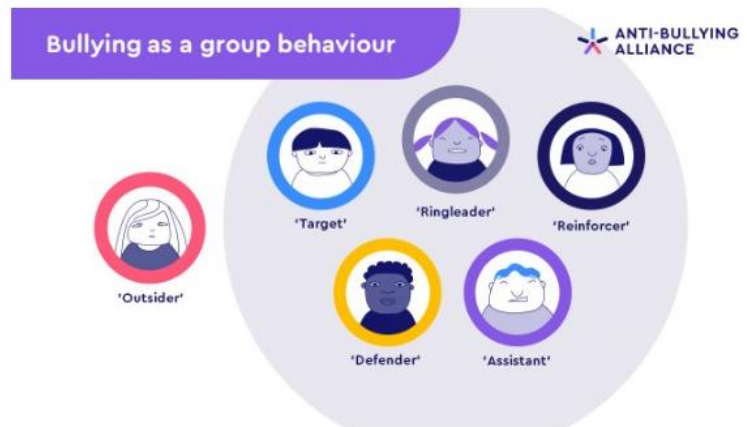 Bullying as a group behaviour
ANTI-BULLYING
ALLIANCE
'Target'
'Ringleader'
'Reinforcer'
'Outsider'
'Defender'
'Assistant'